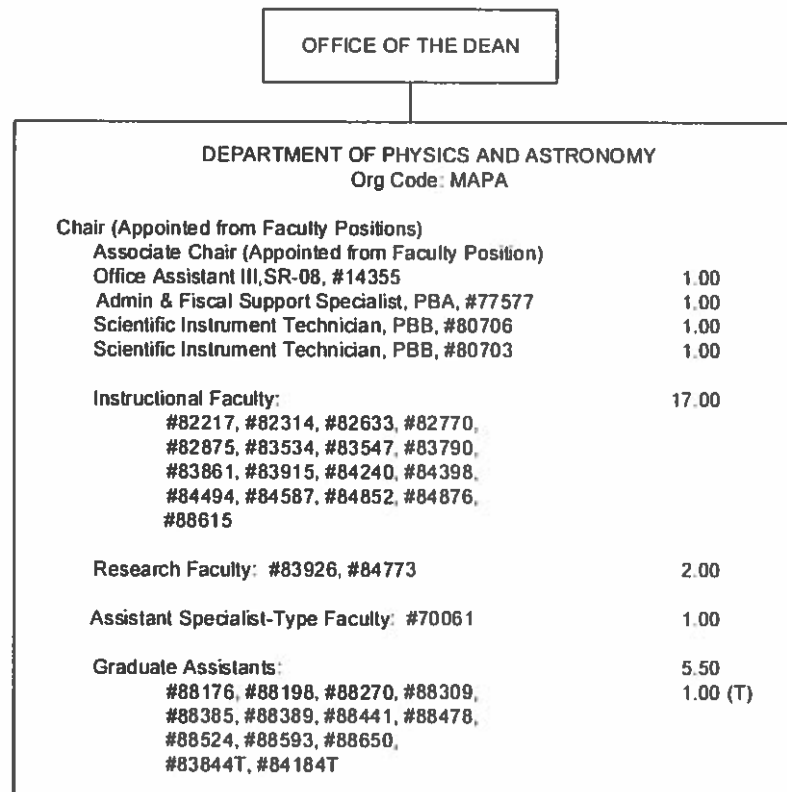 OFFICE OF THE DEAN
DEPARTMENT OF PHYSICS AND ASTRONOMY
Org Code: MAPA
Chair (Appointed from Faculty Positions)
Associate Chair (Appointed from Faculty Position)
Office Assistant III,SR-08, #14355 1.00
Admin & Fiscal Support Specialist, PBA, #77577 1.00
Scientific Instrument Technician, PBB, #80706 1.00
Scientific Instrument Technician, PBB, #80703 1.00
Instructional Faculty: 17.00
#82217, #82314, #82633, #82770,
#82875, #83534, #83547, #83790,
#83861, #83915, #84240, #84398,
#84494, #84587, #84852, #84876,
#88615
Research Faculty: #83926, #84773 2.00
Assistant Specialist-Type Faculty: #70061 1.00
Graduate Assistants: 5.50
#88176, #88198, #88270, #88309, 1.00 (T)
#88385, #88389, #88441, #88478,
#88524, #88593, #88650,
#83844T, #84184T